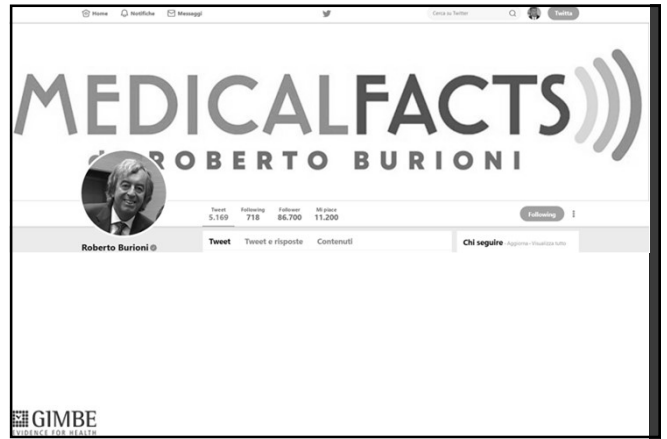 Home Notifiche Messaggi Cerca su Twitter Twitta
MEDICALFACTS
di ROBERTO BURIONI
Tweet Following Follower Mi piace
5.169 718 86.700 11.200
Following
Roberto Burioni
Tweet Tweet e risposte Contenuti
Chi seguire · Aggiorna · Visualizza tutto
GIMBE
EVIDENCE FOR HEALTH